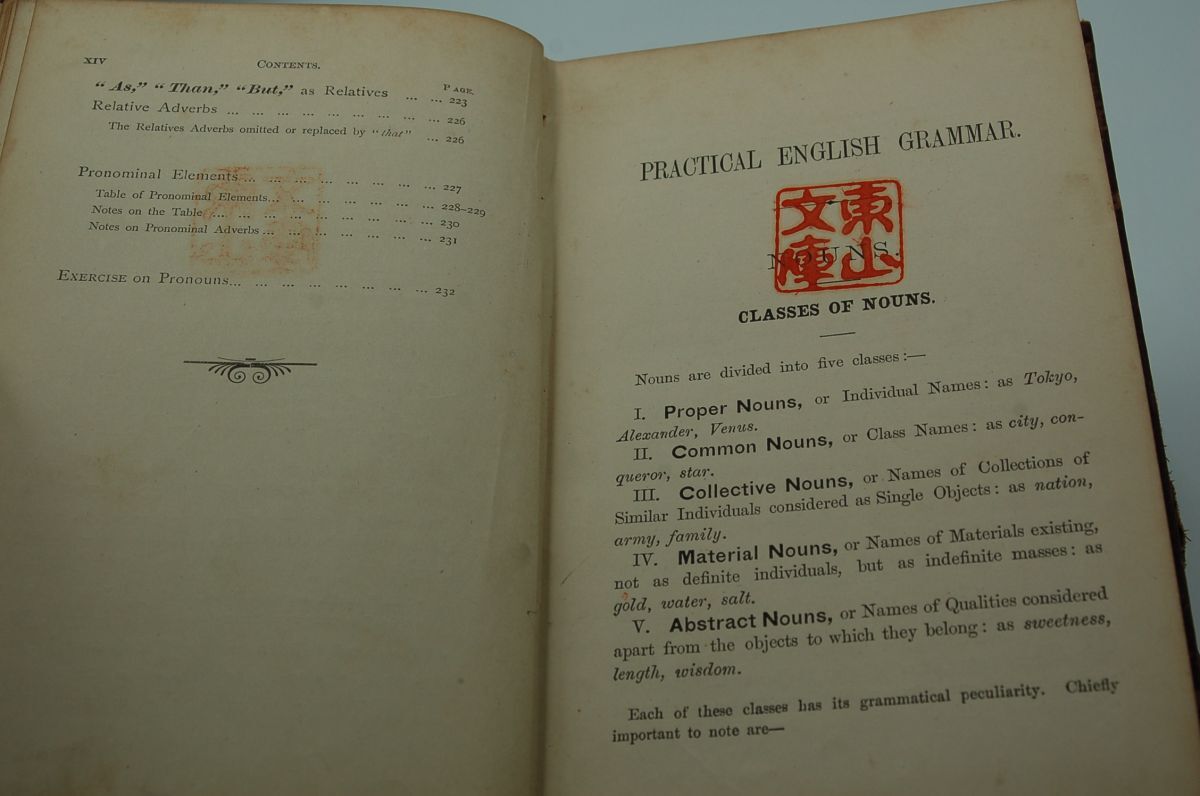 XIV
CONTENTS.
PAGE.
"As," "Than," "But," as Relatives ... ... 223
Relative Adverbs ... ... ... ... ... ... ... ... 226
The Relatives Adverbs omitted or replaced by "that" ... 226
Pronominal Elements ... ... ... ... ... ... ... 227
Table of Pronominal Elements... ... ... ... ... ... 228-229
Notes on the Table ... ... ... ... ... ... ... ... 230
Notes on Pronominal Adverbs ... ... ... ... ... ... 231
EXERCISE on Pronouns... ... ... ... ... ... ... ... 232
PRACTICAL ENGLISH GRAMMAR.
東山
文庫
NOUNS.
CLASSES OF NOUNS.
Nouns are divided into five classes:—
I. Proper Nouns, or Individual Names: as Tokyo,
Alexander, Venus.
II. Common Nouns, or Class Names: as city, con-
queror, star.
III. Collective Nouns, or Names of Collections of
Similar Individuals considered as Single Objects: as nation,
army, family.
IV. Material Nouns, or Names of Materials existing,
not as definite individuals, but as indefinite masses: as
gold, water, salt.
V. Abstract Nouns, or Names of Qualities considered
apart from the objects to which they belong: as sweetness,
length, wisdom.
Each of these classes has its grammatical peculiarity. Chiefly
important to note are—